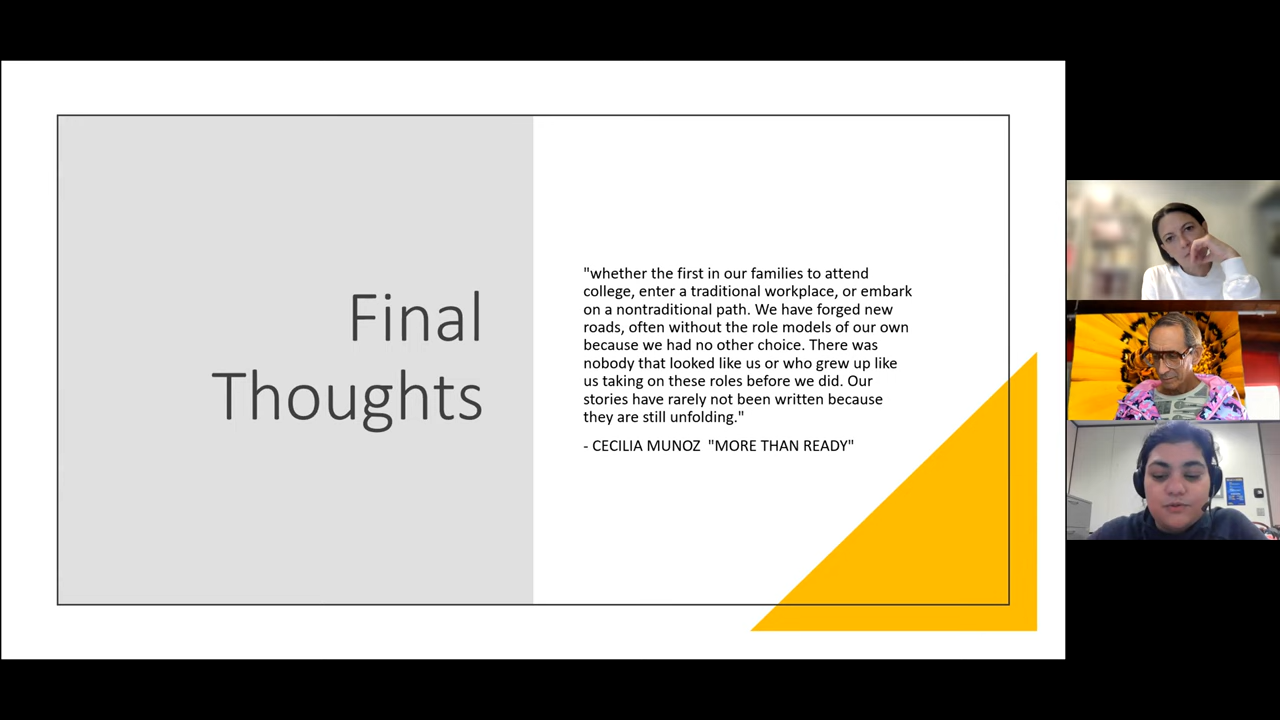 Final
Thoughts
"whether the first in our families to attend
college, enter a traditional workplace, or embark
on a nontraditional path. We have forged new
roads, often without the role models of our own
because we had no other choice. There was
nobody that looked like us or who grew up like
us taking on these roles before we did. Our
stories have rarely not been written because
they are still unfolding."
- CECILIA MUNOZ  "MORE THAN READY"